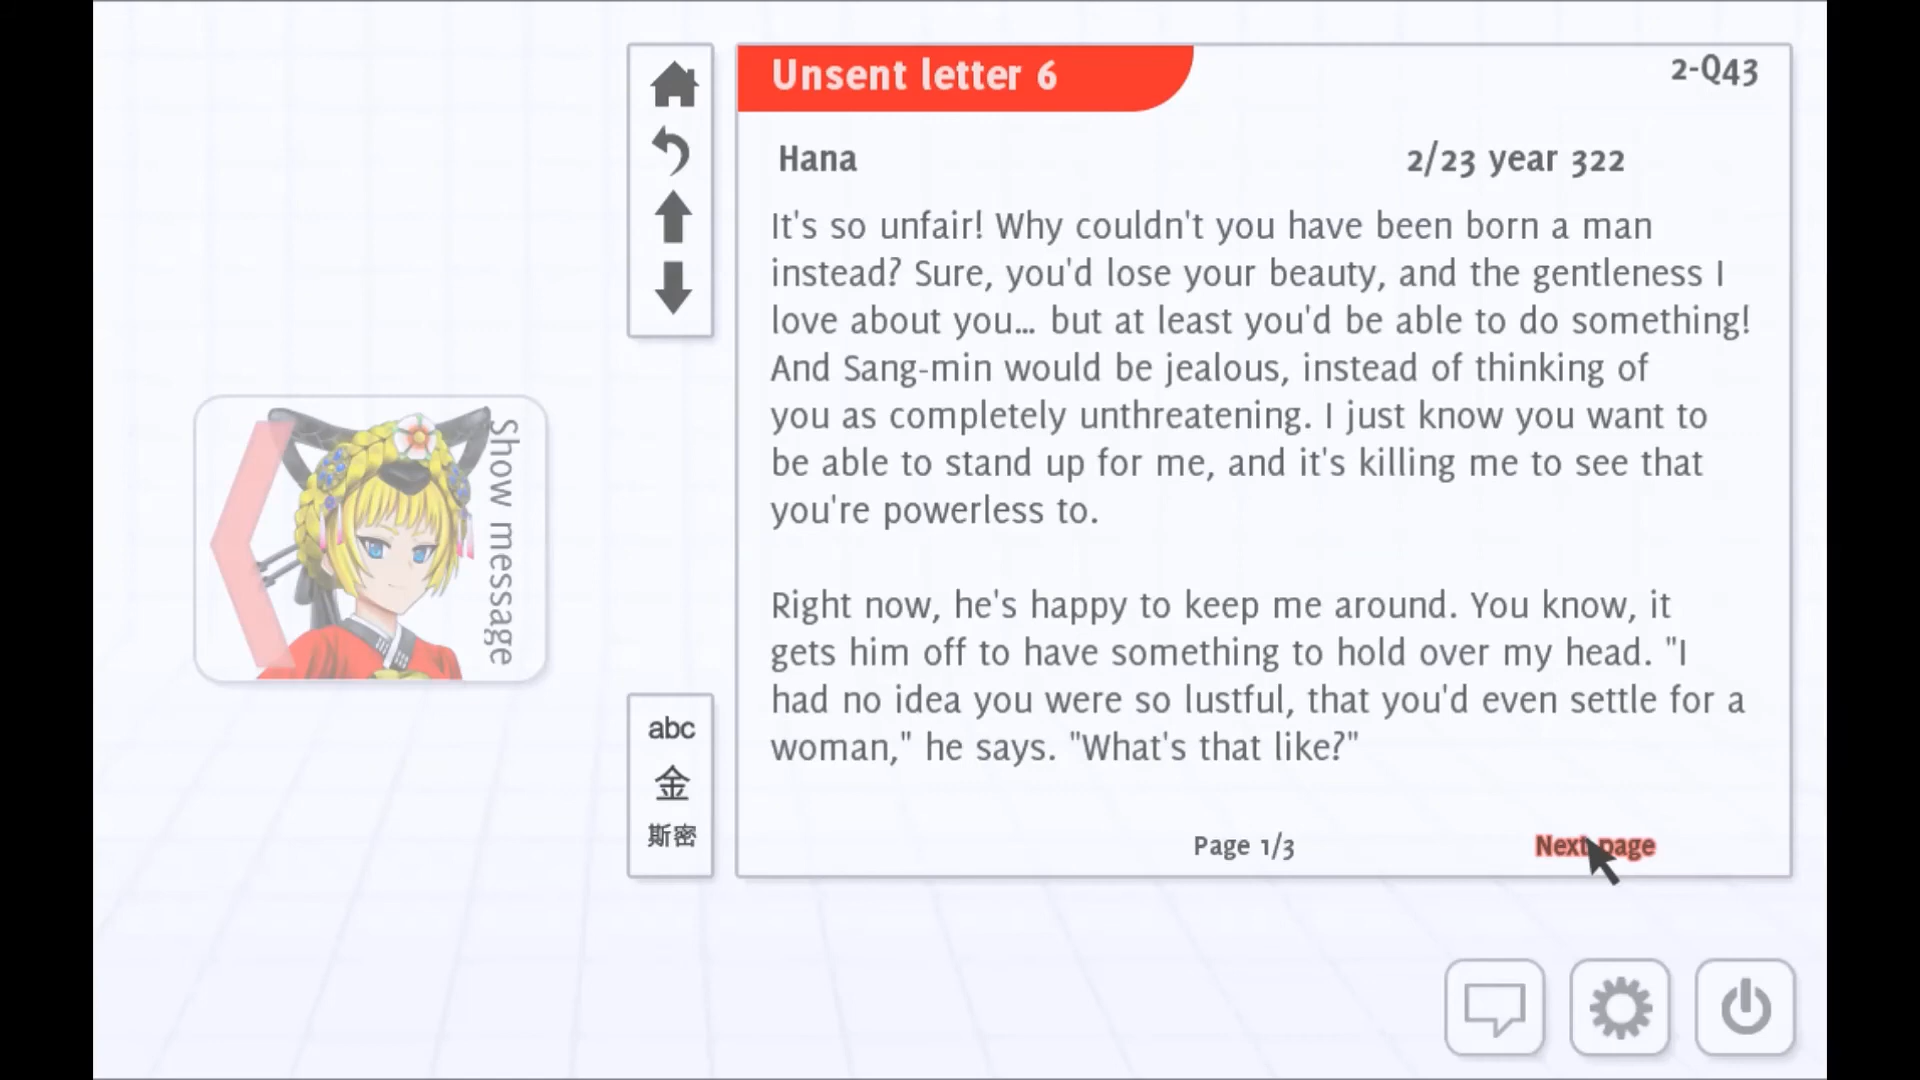 Unsent letter 6
2-Q43
Hana
2/23 year 322
It's so unfair! Why couldn't you have been born a man
instead? Sure, you'd lose your beauty, and the gentleness I
love about you... but at least you'd be able to do something!
And Sang-min would be jealous, instead of thinking of
you as completely unthreatening. I just know you want to
be able to stand up for me, and it's killing me to see that
you're powerless to.
Right now, he's happy to keep me around. You know, it
gets him off to have something to hold over my head. "I
had no idea you were so lustful, that you'd even settle for a
woman," he says. "What's that like?"
Page 1/3
Next page
Show message
abc
金
斯密